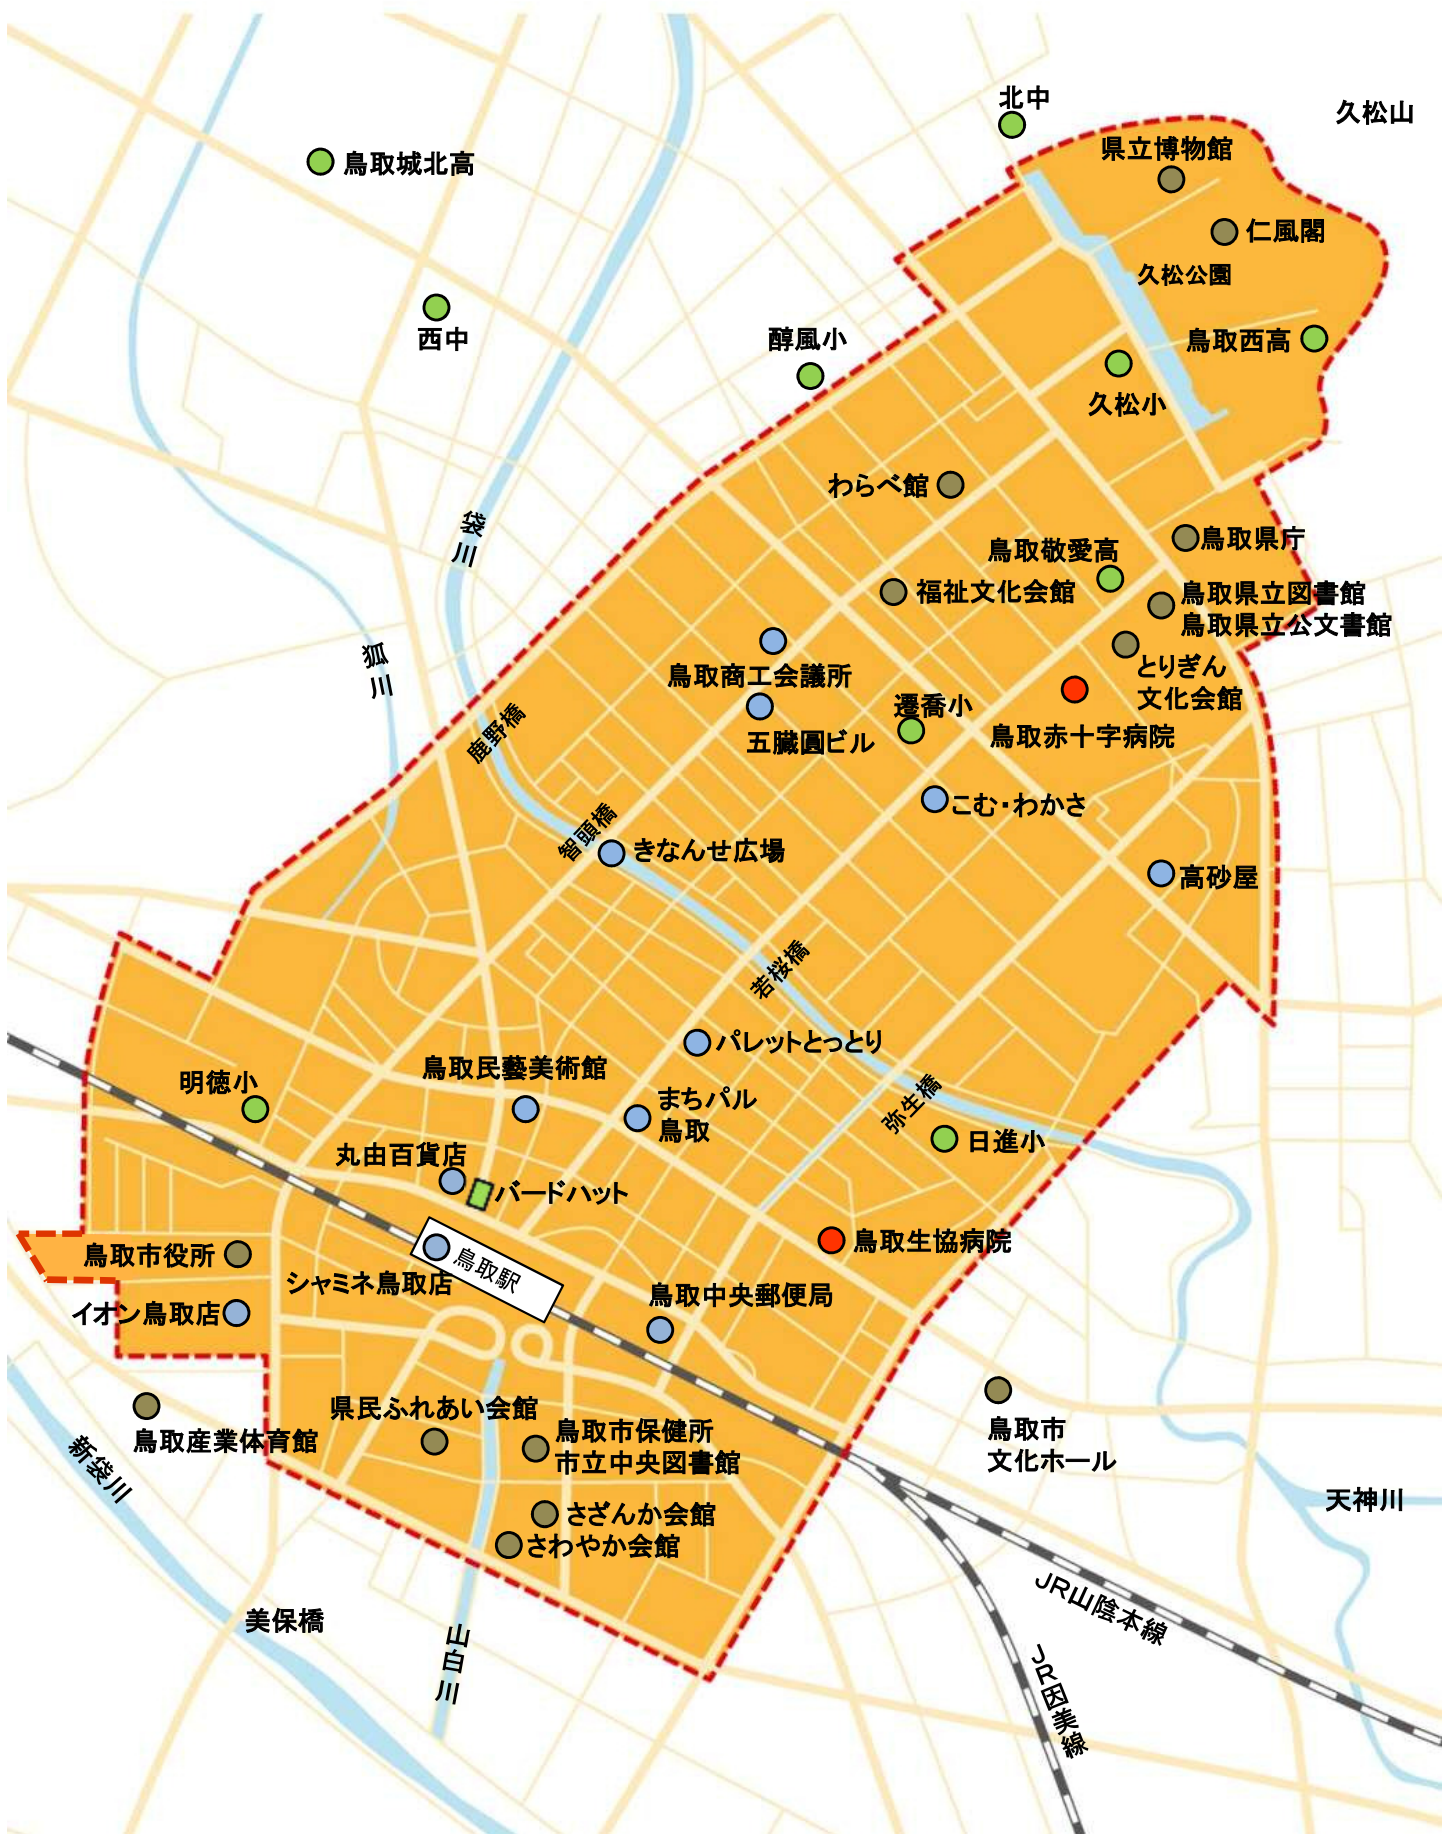 北中
久松山
県立博物館
鳥取城北高
仁風閣
久松公園
西中
醇風小
鳥取西高
久松小
わらべ館
袋川
鳥取県庁
鳥取敬愛高
福祉文化会館
鳥取県立図書館
鳥取県立公文書館
狐川
鳥取商工会議所
とりぎん
文化会館
遷喬小
鹿野橋
五臓圓ビル
鳥取赤十字病院
こむ・わかさ
智頭橋
きなんせ広場
高砂屋
若桜橋
パレットとっとり
鳥取民藝美術館
明徳小
まちパル
鳥取
弥生橋
日進小
丸由百貨店
バードハット
鳥取生協病院
鳥取市役所
鳥取駅
シャミネ鳥取店
イオン鳥取店
鳥取中央郵便局
県民ふれあい会館
鳥取市保健所
市立中央図書館
鳥取産業体育館
鳥取市
文化ホール
新袋川
天神川
さざんか会館
さわやか会館
美保橋
山白川
JR山陰本線
JR因美線